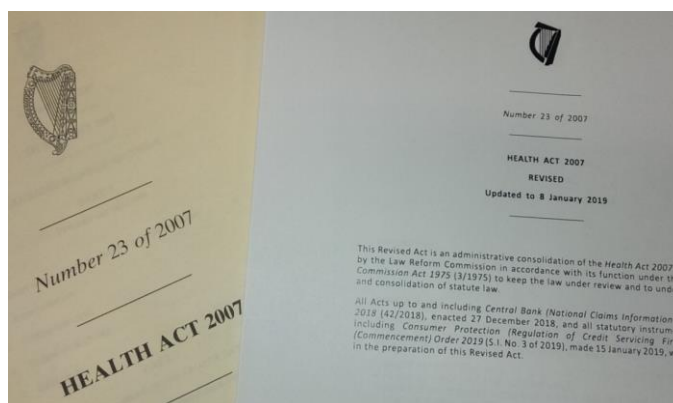 Number 23 of 2007
HEALTH ACT 2007
Number 23 of 2007
HEALTH ACT 2007
REVISED
Updated to 8 January 2019
This Revised Act is an administrative consolidation of the Health Act 2007
by the Law Reform Commission in accordance with its function under
Commission Act 1975 (3/1975) to keep the law under review and to
and consolidation of statute law.
All Acts up to and including Central Bank (National Claims Information
2018 (42/2018), enacted 27 December 2018, and all statutory
including Consumer Protection (Regulation of Credit Servicing
(Commencement) Order 2019 (S.I. No. 3 of 2019), made 15 January 2019,
in the preparation of this Revised Act.